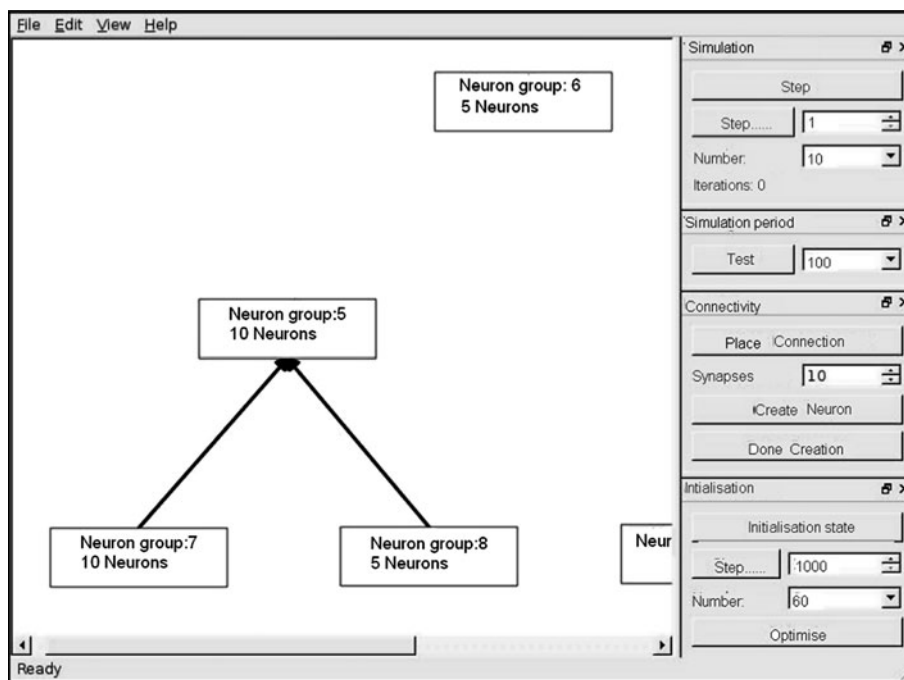 File Edit View Help
Neuron group: 6
5 Neurons
Neuron group:5
10 Neurons
Neuron group:7
10 Neurons
Neuron group:8
5 Neurons
Neur
Ready
Simulation
Step
Step...... 1
Number: 10
Iterations: 0
Simulation period
Test 100
Connectivity
Place Connection
Synapses 10
Create Neuron
Done Creation
Intialisation
Initialisation state
Step...... 1000
Number: 60
Optimise